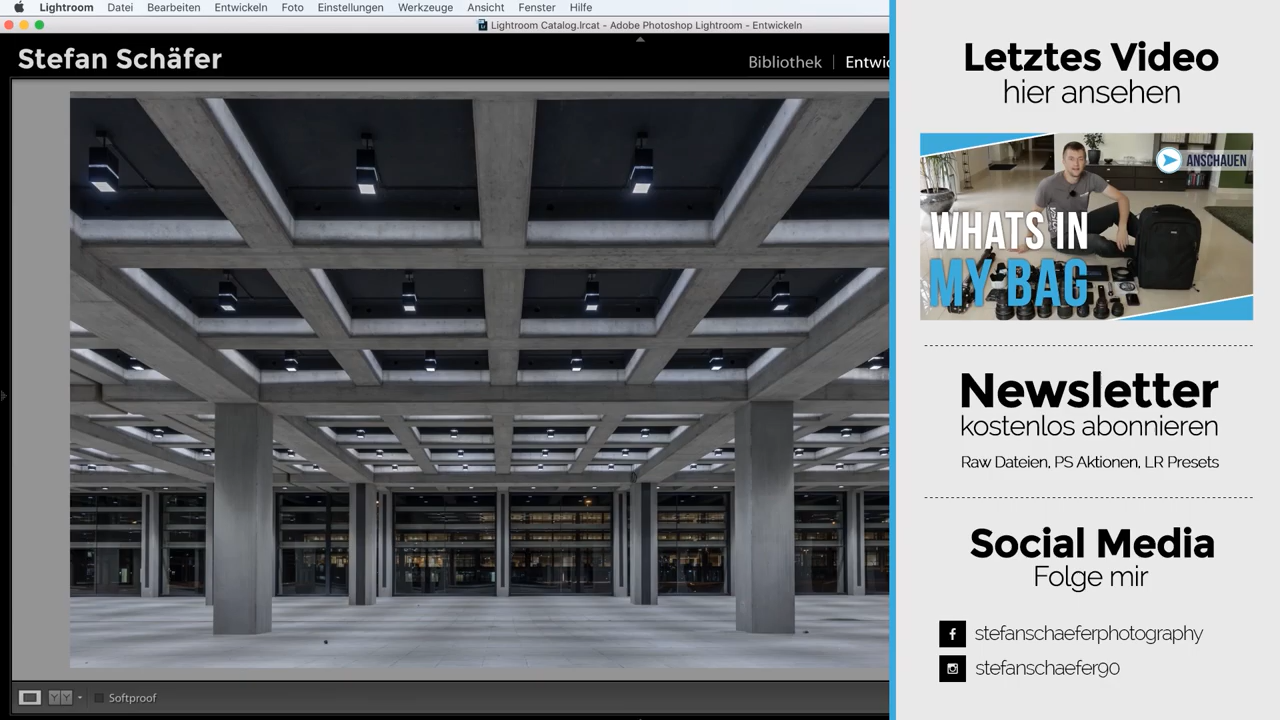 Lightroom Datei Bearbeiten Entwickeln Foto Einstellungen Werkzeuge Ansicht Fenster Hilfe
Lightroom Catalog.lrcat - Adobe Photoshop Lightroom - Entwickeln
Stefan Schäfer
Bibliothek | Entwic
Softproof
Letztes Video
hier ansehen
ANSCHAUEN
WHATS IN
MY BAG
Newsletter
kostenlos abonnieren
Raw Dateien, PS Aktionen, LR Presets
Social Media
Folge mir
stefanschaeferphotography
stefanschaefer90